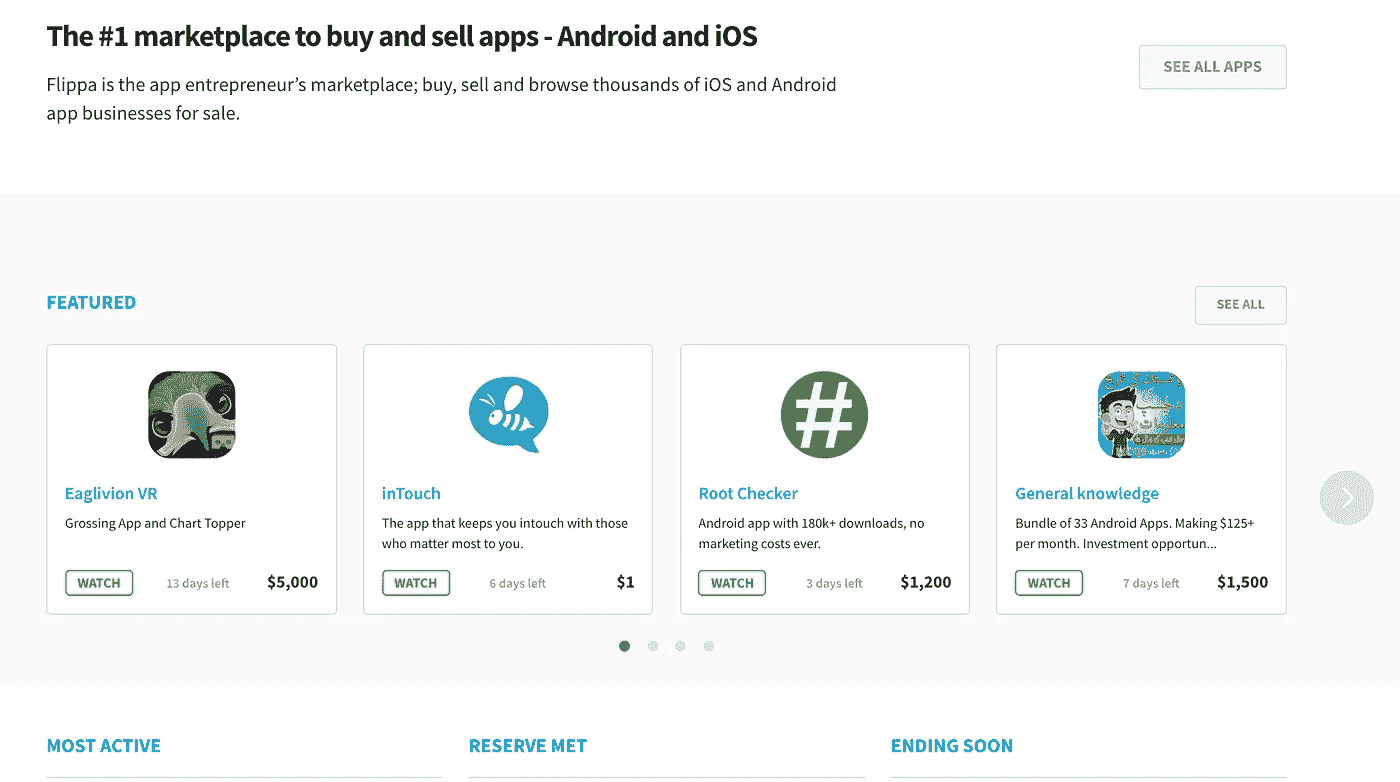 The #1 marketplace to buy and sell apps - Android and iOS
Flippa is the app entrepreneur’s marketplace; buy, sell and browse thousands of iOS and Android
app businesses for sale.
SEE ALL APPS
FEATURED
SEE ALL
Eaglivion VR
Grossing App and Chart Topper
WATCH
13 days left
$5,000
inTouch
The app that keeps you intouch with those
who matter most to you.
WATCH
6 days left
$1
#
Root Checker
Android app with 180k+ downloads, no
marketing costs ever.
WATCH
3 days left
$1,200
General knowledge
Bundle of 33 Android Apps. Making $125+
per month. Investment opportun...
WATCH
7 days left
$1,500
MOST ACTIVE
RESERVE MET
ENDING SOON